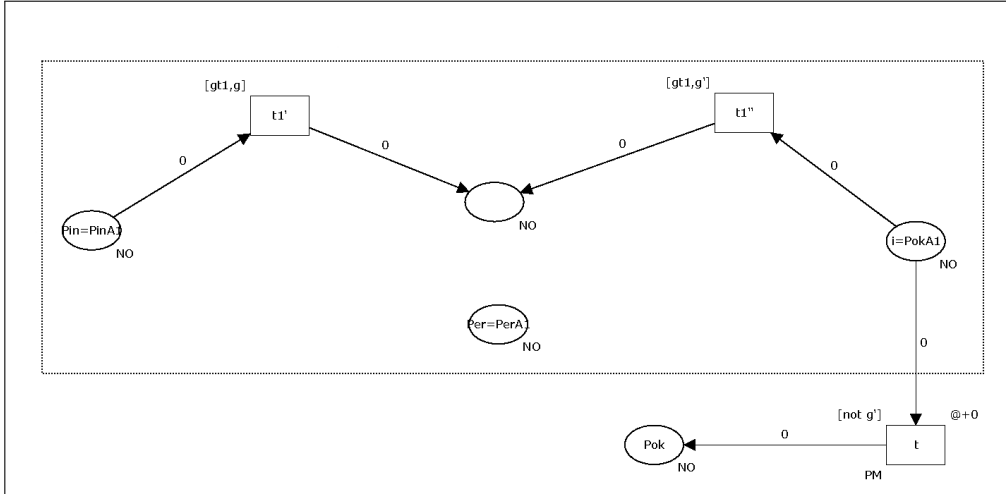 [gt1,g]
[gt1,g']
t1'
t1''
0
0
0
0
Pin=PinA1
NO
NO
i=PokA1
NO
Per=PerA1
NO
0
[not g']
@+0
Pok
0
t
NO
PM